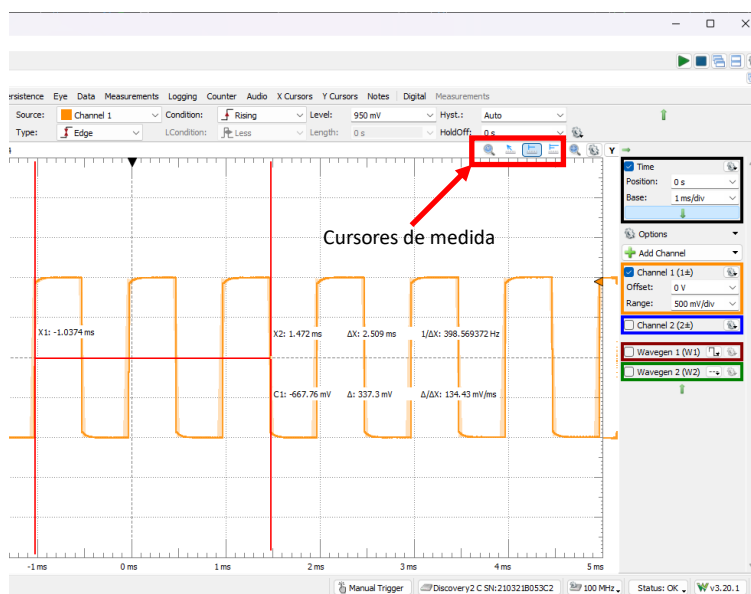 Persistence Eye Data Measurements Logging Counter Audio X Cursors Y Cursors Notes Digital Measurements
Source: Channel 1 Condition: Rising Level: 950 mV Hyst.: Auto
Type: Edge LCondition: Less Length: 0 s HoldOff: 0 s
Y
Time
Position: 0 s
Base: 1 ms/div
Cursores de medida
Options
Add Channel
Channel 1 (1±)
Offset: 0 V
Range: 500 mV/div
X1: -1.0374 ms X2: 1.472 ms ΔX: 2.509 ms 1/ΔX: 398.569372 Hz
Channel 2 (2±)
Wavegen 1 (W1)
Wavegen 2 (W2)
C1: -667.76 mV Δ: 337.3 mV Δ/ΔX: 134.43 mV/ms
-1 ms 0 ms 1 ms 2 ms 3 ms 4 ms 5 ms
Manual Trigger Discovery2 C SN:210321B053C2 100 MHz Status: OK v3.20.1